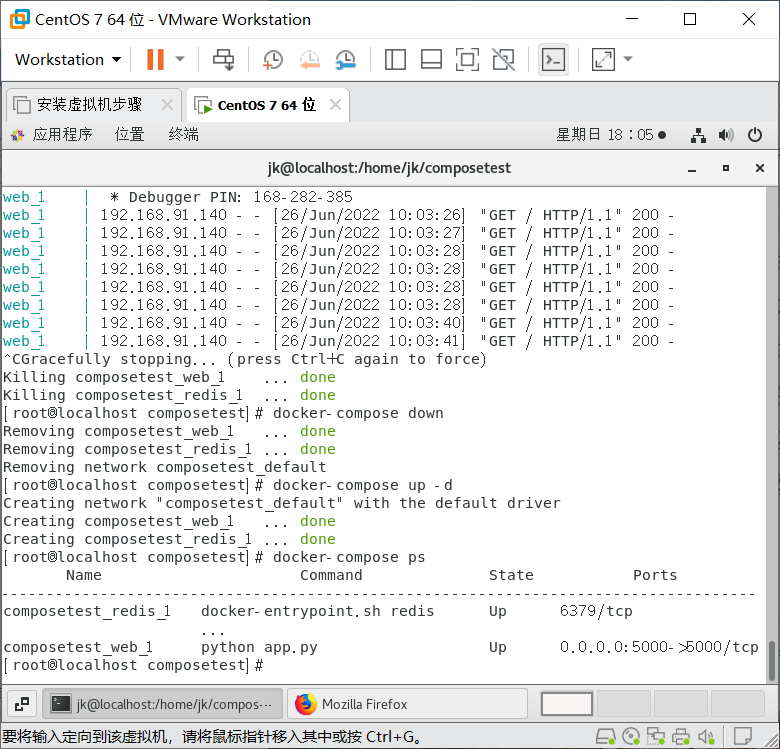 CentOS 7 64 位 - VMware Workstation
Workstation
安装虚拟机步骤
CentOS 7 64 位
应用程序 位置 终端 星期日 18：05
jk@localhost:/home/jk/composetest
web_1 | * Debugger PIN: 168-282-385
web_1 | 192.168.91.140 - - [26/Jun/2022 10:03:26] "GET / HTTP/1.1" 200 -
web_1 | 192.168.91.140 - - [26/Jun/2022 10:03:27] "GET / HTTP/1.1" 200 -
web_1 | 192.168.91.140 - - [26/Jun/2022 10:03:28] "GET / HTTP/1.1" 200 -
web_1 | 192.168.91.140 - - [26/Jun/2022 10:03:28] "GET / HTTP/1.1" 200 -
web_1 | 192.168.91.140 - - [26/Jun/2022 10:03:28] "GET / HTTP/1.1" 200 -
web_1 | 192.168.91.140 - - [26/Jun/2022 10:03:28] "GET / HTTP/1.1" 200 -
web_1 | 192.168.91.140 - - [26/Jun/2022 10:03:40] "GET / HTTP/1.1" 200 -
web_1 | 192.168.91.140 - - [26/Jun/2022 10:03:41] "GET / HTTP/1.1" 200 -
^CGracefully stopping... (press Ctrl+C again to force)
Killing composetest_web_1 ... done
Killing composetest_redis_1 ... done
[root@localhost composetest]# docker-compose down
Removing composetest_web_1 ... done
Removing composetest_redis_1 ... done
Removing network composetest_default
[root@localhost composetest]# docker-compose up -d
Creating network "composetest_default" with the default driver
Creating composetest_web_1 ... done
Creating composetest_redis_1 ... done
[root@localhost composetest]# docker-compose ps
Name Command State Ports
------------------------------------------------------------------------------------
composetest_redis_1 docker-entrypoint.sh redis Up 6379/tcp
...
composetest_web_1 python app.py Up 0.0.0.0:5000->5000/tcp
[root@localhost composetest]#
jk@localhost:/home/jk/compos··· Mozilla Firefox
要将输入定向到该虚拟机，请将鼠标指针移入其中或按 Ctrl+G。